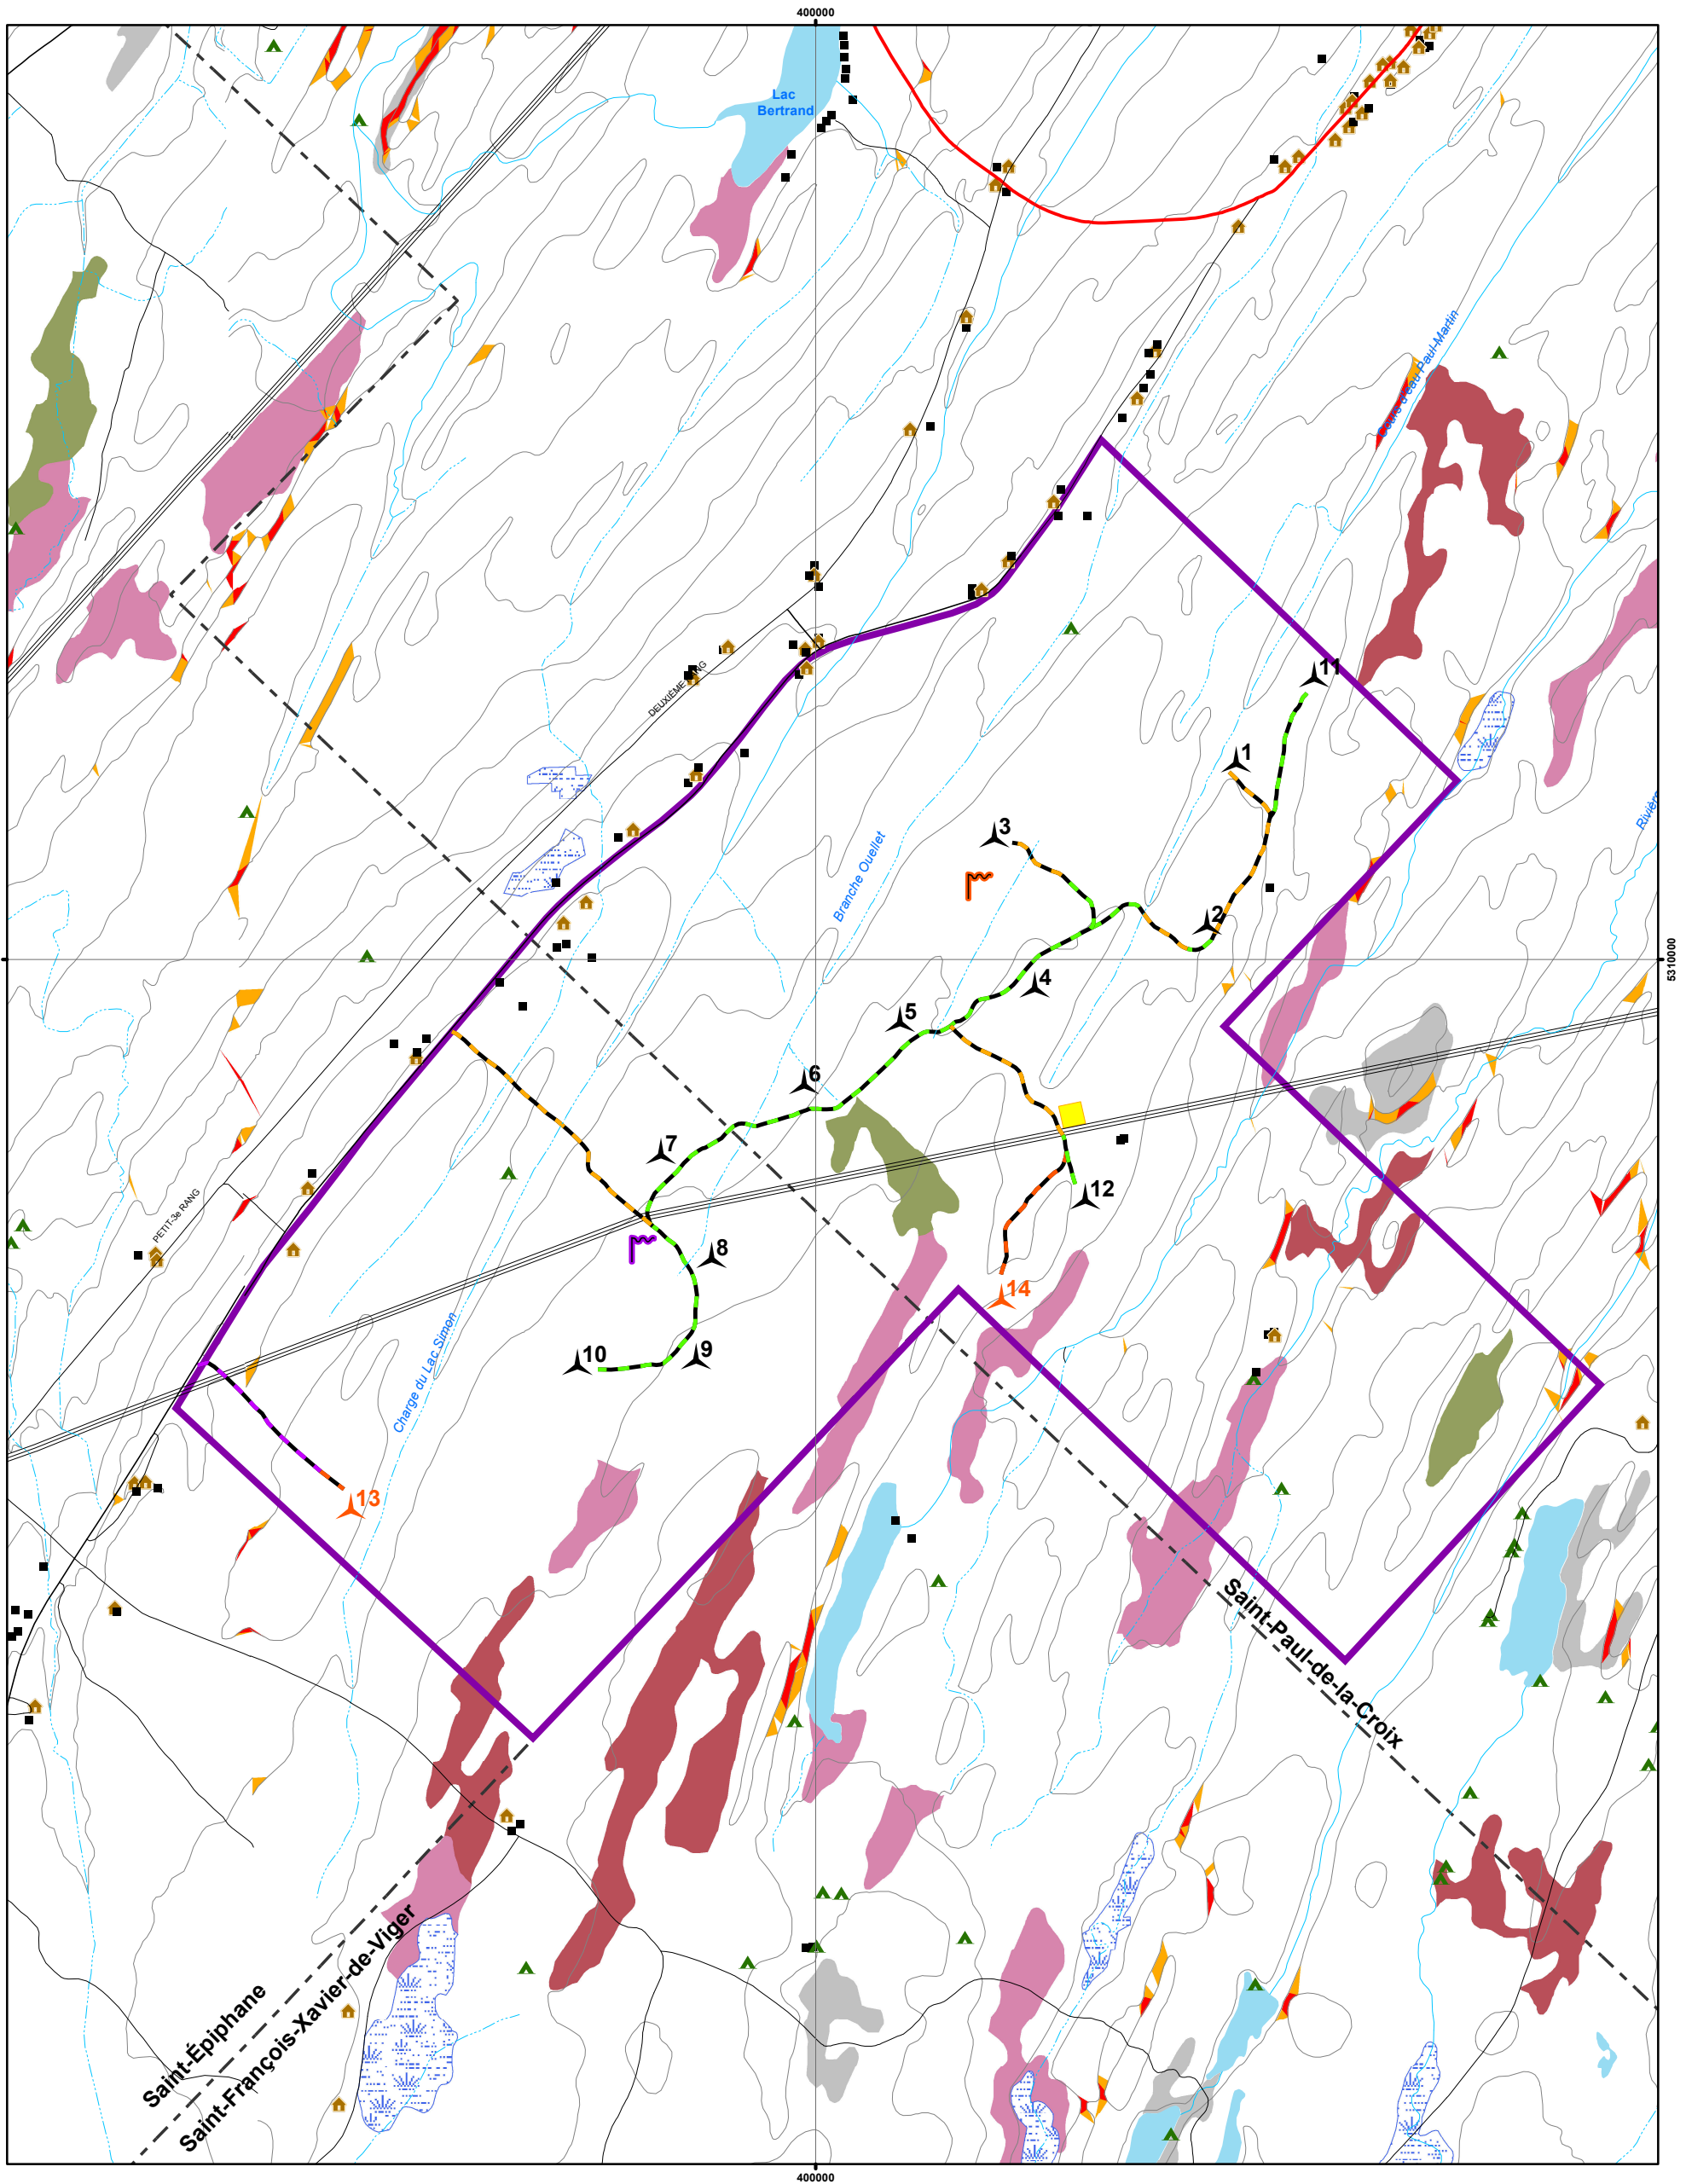 400000
Lac
Bertrand
Cours d'eau Paul-Martin
DEUXIÈME RANG
11
1
Rivière
3
Branche Ouellet
2
5310000
4
5
6
7
12
PETIT-3e RANG
8
14
Charge du Lac Simon
10
9
13
Saint-Paul-de-la-Croix
Saint-Épiphane
Saint-François-Xavier-de-Viger
400000